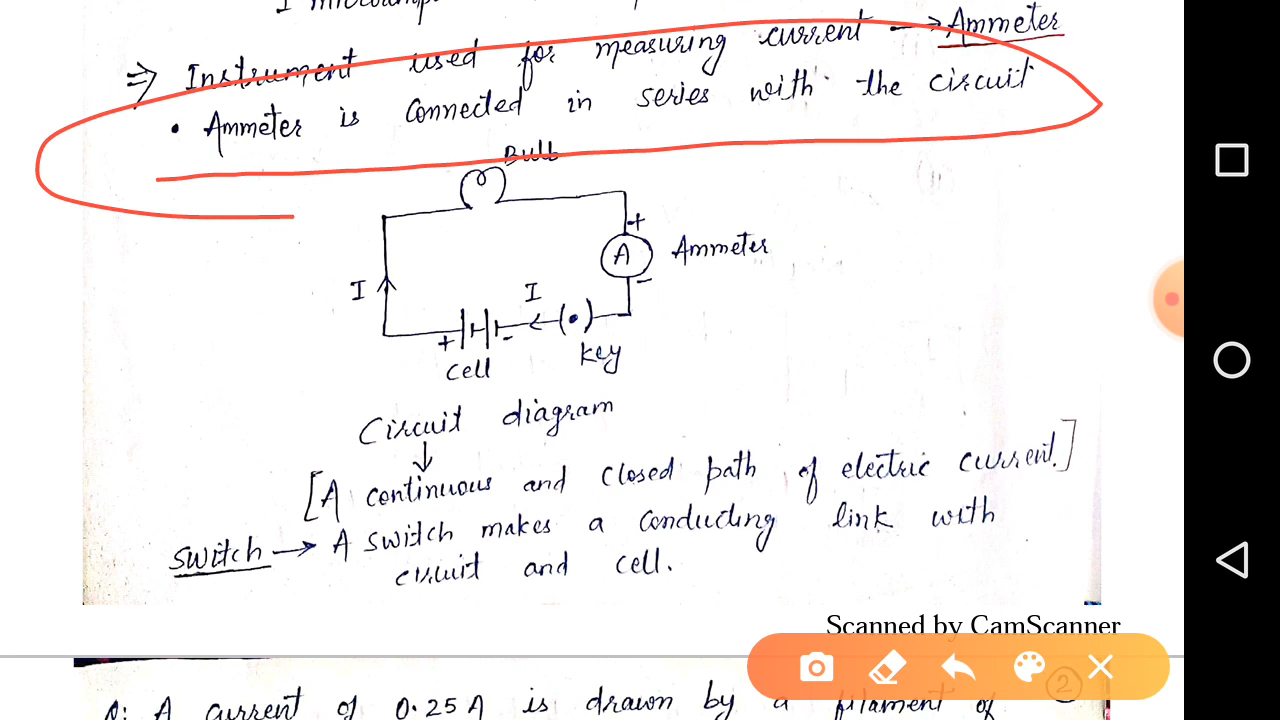 I microamp
⇒ Instrument used for measuring current → Ammeter
• Ammeter is connected in series with the circuit
Bulb
+
A Ammeter
-
I
I
+ -
(•)
Key
Cell
Circuit diagram
↓
[A continuous and closed path of electric current.]
Switch → A switch makes a conducting link with
circuit and cell.
Scanned by CamScanner
2
Q: A current of 0.25 A is drawn by a filament of